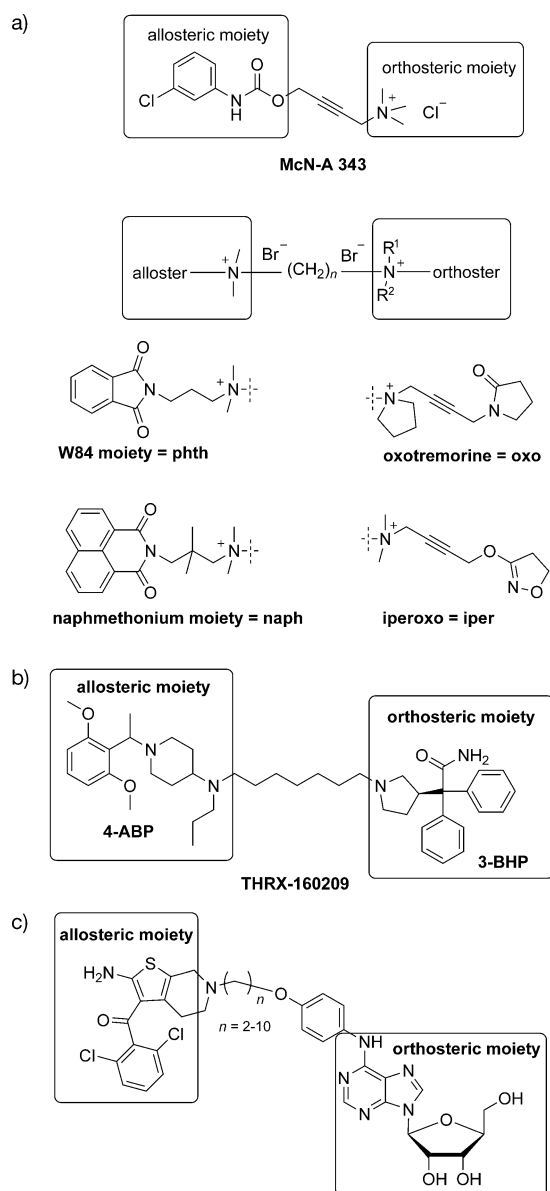 a)
allosteric moiety
orthosteric moiety
O
Cl
N
H
O
N+
Cl−
McN-A 343
alloster
N+
Br−
(CH2)n
Br−
R1
N+
R2
orthoster
O
N
O
N+
W84 moiety = phth
N+
O
N
oxotremorine = oxo
O
N
O
N+
naphmethonium moiety = naph
N+
O
N
O
iperoxo = iper
b)
allosteric moiety
orthosteric moiety
O
N
O
N
4-ABP
N
O
NH2
3-BHP
THRX-160209
c)
allosteric moiety
H2N
S
N
( )n
O
O
n = 2-10
Cl
Cl
NH
orthosteric moiety
N
N
N
N
O
OH
OH
OH